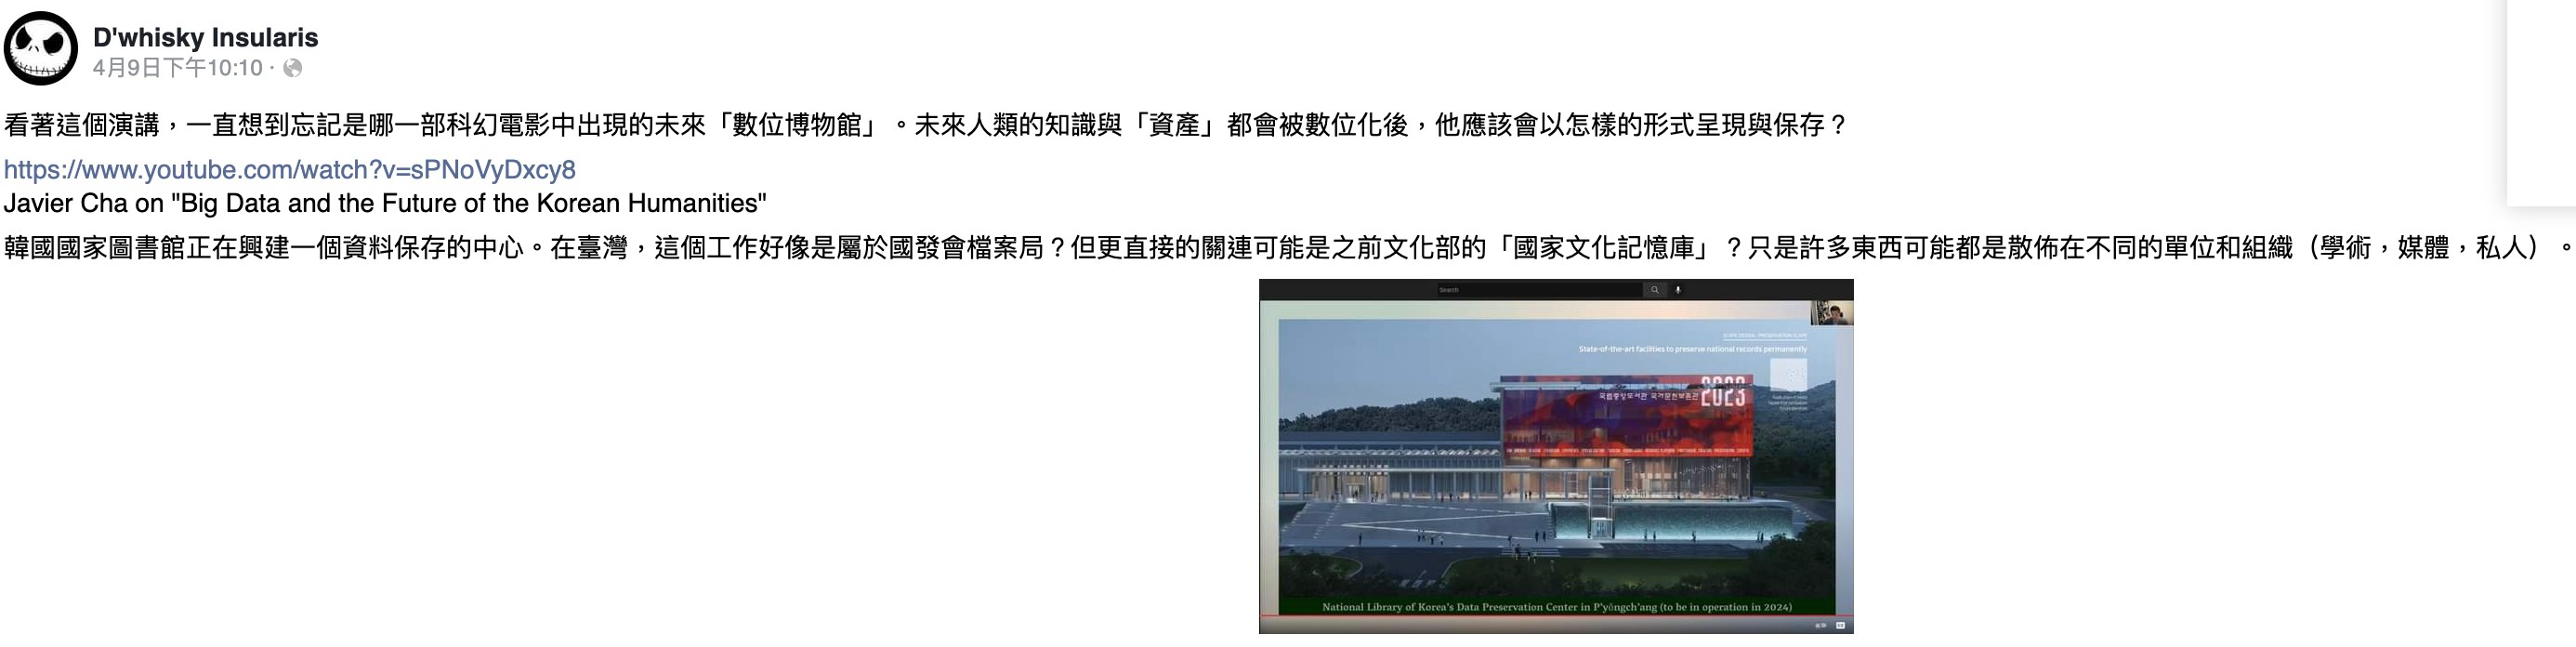 D'whisky Insularis
4月9日下午10:10 ·
看著這個演講，一直想到忘記是哪一部科幻電影中出現的未來「數位博物館」。未來人類的知識與「資產」都會被數位化後，他應該會以怎樣的形式呈現與保存？
https://www.youtube.com/watch?v=sPNoVyDxcy8
Javier Cha on "Big Data and the Future of the Korean Humanities"
韓國國家圖書館正在興建一個資料保存的中心。在臺灣，這個工作好像是屬於國發會檔案局？但更直接的關連可能是之前文化部的「國家文化記憶庫」？只是許多東西可能都是散佈在不同的單位和組織（學術，媒體，私人）。
Search
State-of-the-art facilities to preserve national records permanently
2023
National Library of Korea's Data Preservation Center in P'yŏngch'ang (to be in operation in 2024)